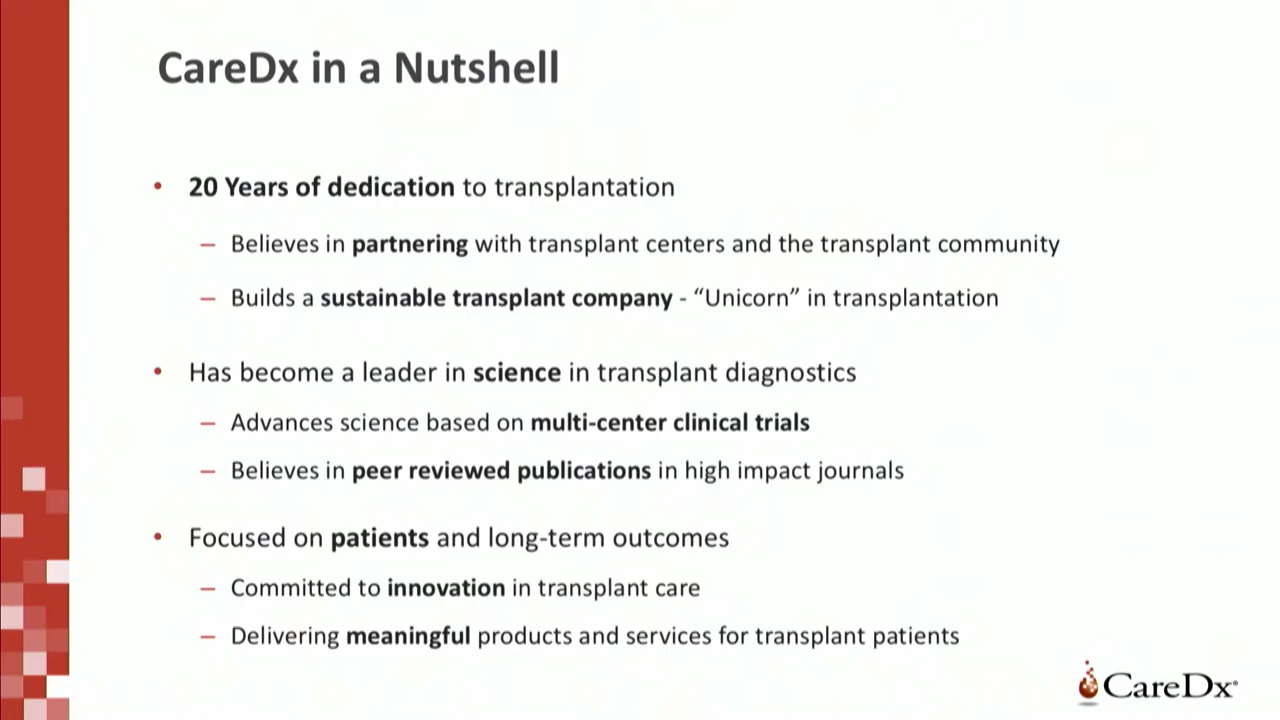 CareDx in a Nutshell
• 20 Years of dedication to transplantation
– Believes in partnering with transplant centers and the transplant community
– Builds a sustainable transplant company - “Unicorn” in transplantation
• Has become a leader in science in transplant diagnostics
– Advances science based on multi-center clinical trials
– Believes in peer reviewed publications in high impact journals
• Focused on patients and long-term outcomes
– Committed to innovation in transplant care
– Delivering meaningful products and services for transplant patients
CareDx®